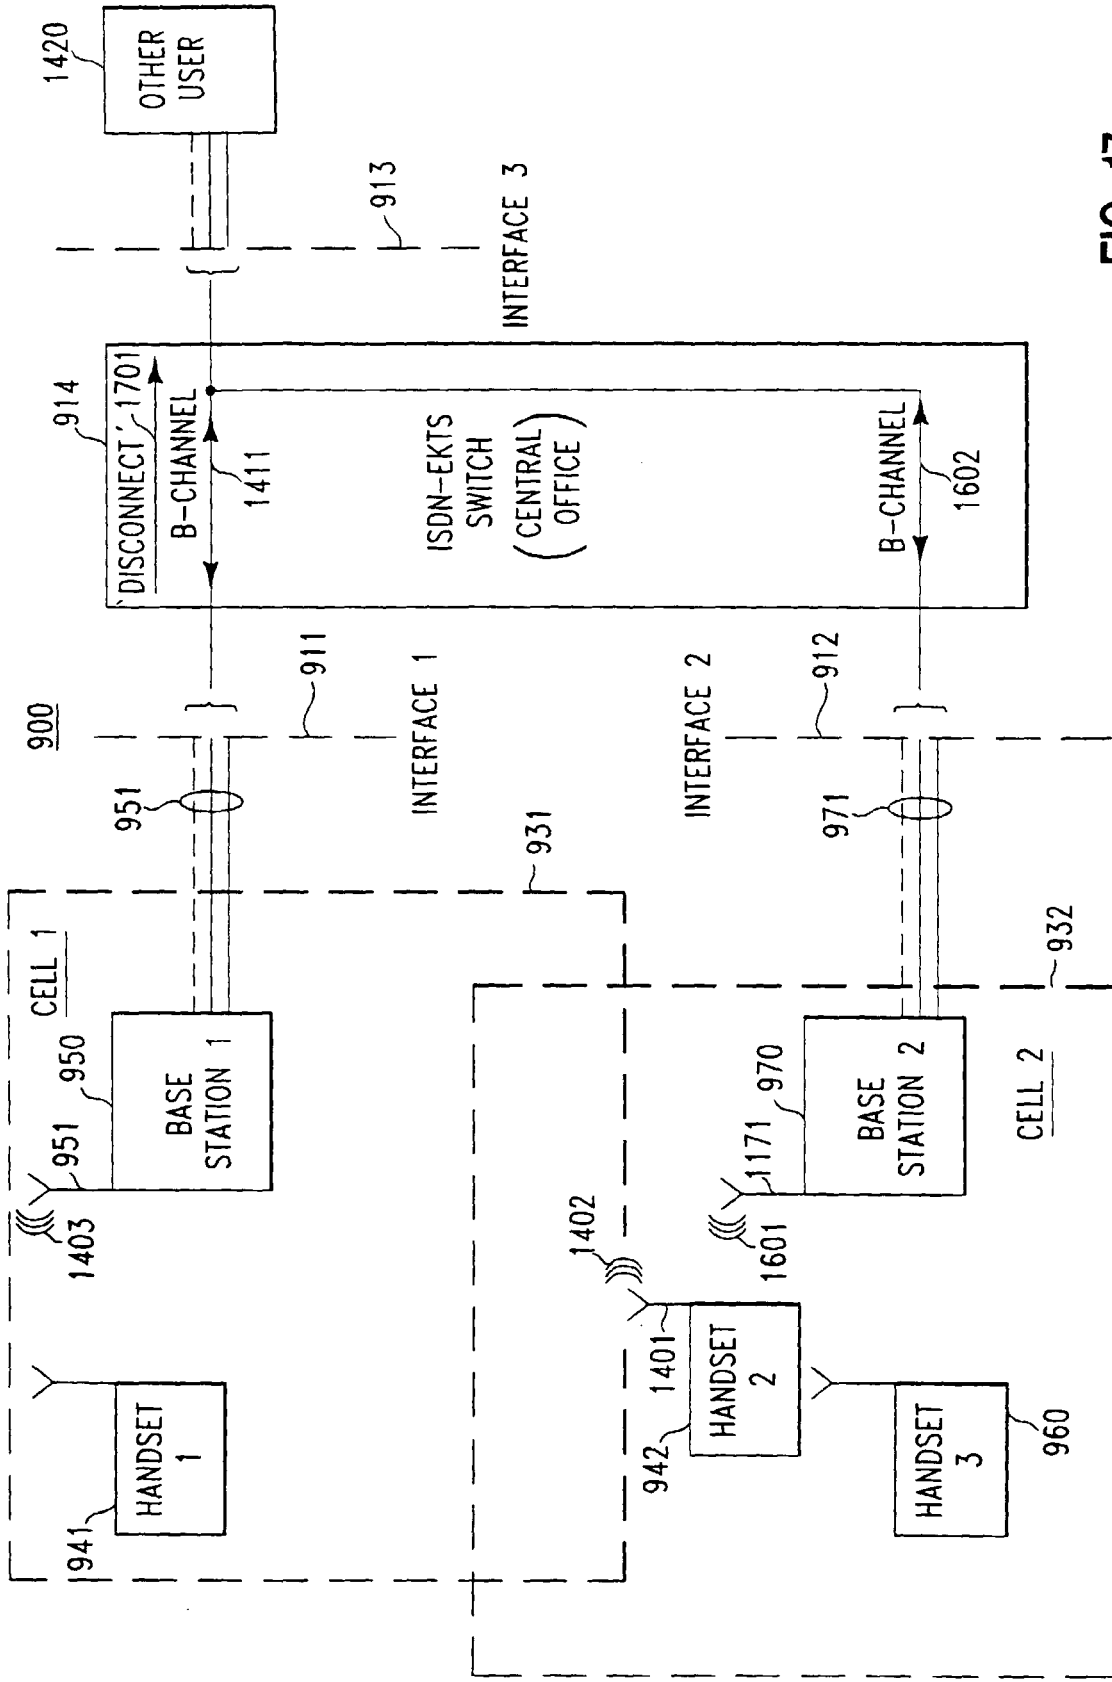 1420
OTHER
USER
913
INTERFACE 3
914
`DISCONNECT´
1701
B-CHANNEL
1411
ISDN-EKTS
SWITCH
(CENTRAL
OFFICE)
B-CHANNEL
1602
900
951
911
INTERFACE 1
INTERFACE 2
912
971
931
CELL 1
950
951
BASE
STATION 1
1403
932
CELL 2
970
1171
BASE
STATION 2
1601
1402
1401
HANDSET
2
942
HANDSET
1
941
HANDSET
3
960
FIG. 17